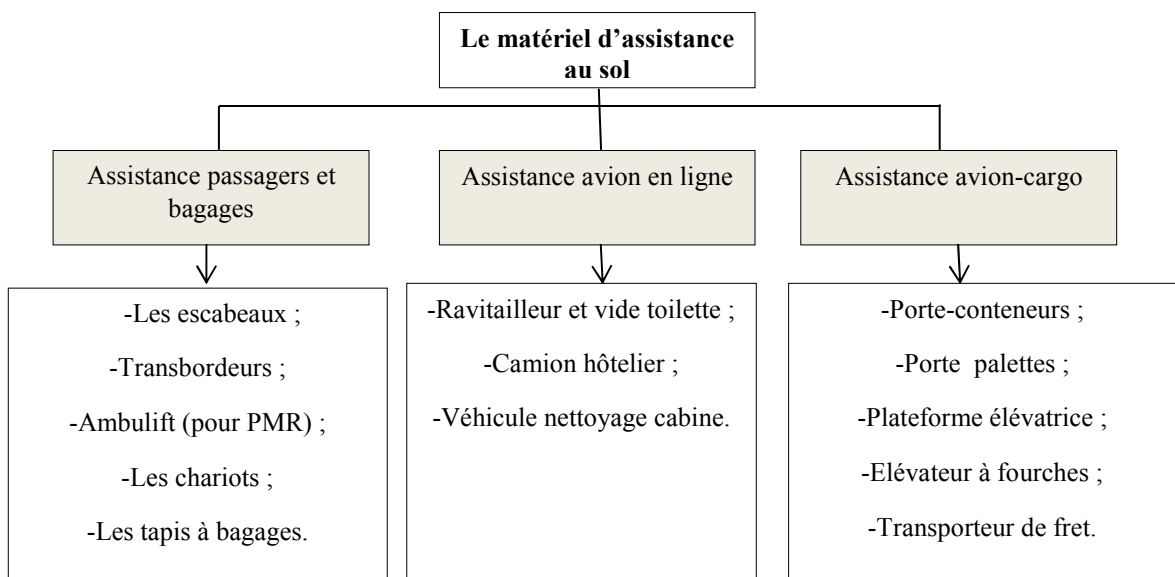 Le matériel d’assistance
au sol
Assistance passagers et
bagages
Assistance avion en ligne
Assistance avion-cargo
-Les escabeaux ;
-Transbordeurs ;
-Ambulift (pour PMR) ;
-Les chariots ;
-Les tapis à bagages.
-Ravitailleur et vide toilette ;
-Camion hôtelier ;
-Véhicule nettoyage cabine.
-Porte-conteneurs ;
-Porte palettes ;
-Plateforme élévatrice ;
-Elévateur à fourches ;
-Transporteur de fret.